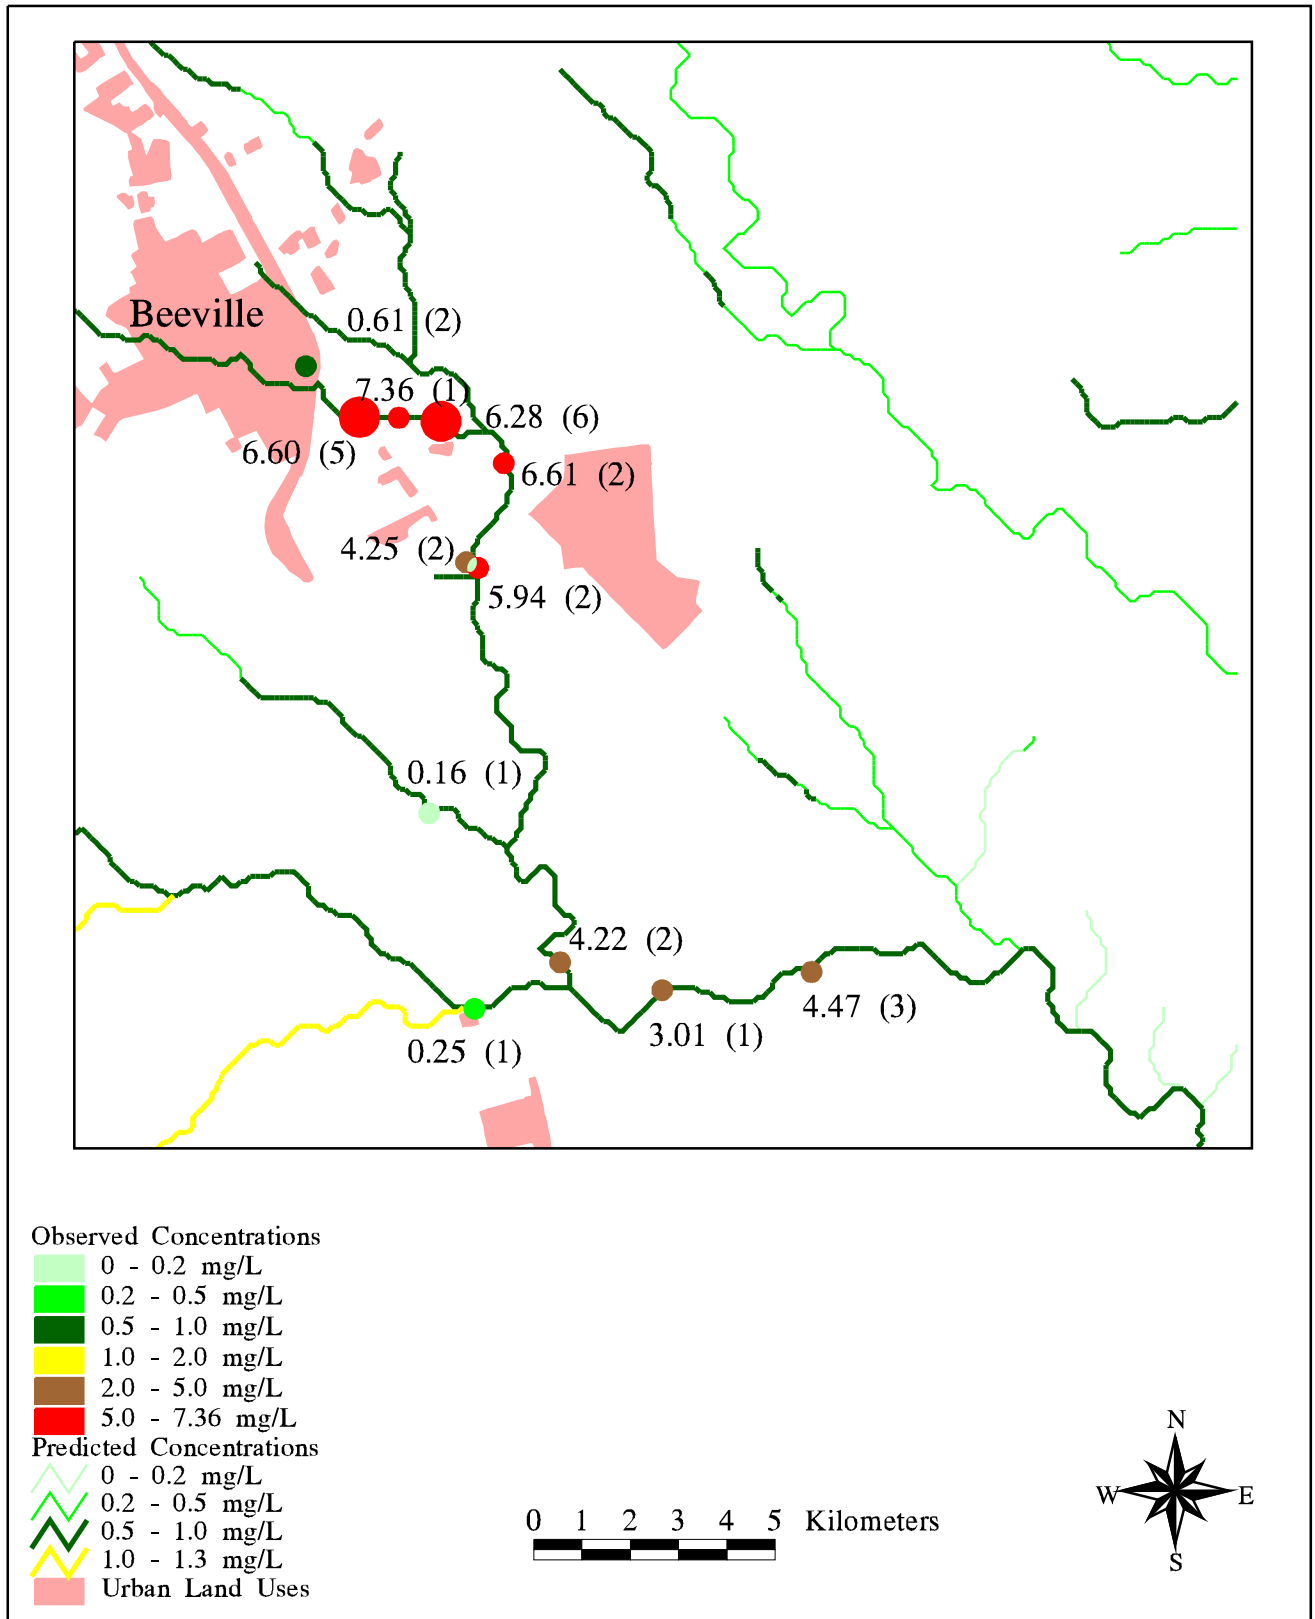 Beeville
0.61 (2)
7.36 (1)
6.28 (6)
6.60 (5)
6.61 (2)
4.25 (2)
5.94 (2)
0.16 (1)
4.22 (2)
4.47 (3)
3.01 (1)
0.25 (1)
Observed Concentrations
0 - 0.2 mg/L
0.2 - 0.5 mg/L
0.5 - 1.0 mg/L
1.0 - 2.0 mg/L
2.0 - 5.0 mg/L
5.0 - 7.36 mg/L
Predicted Concentrations
0 - 0.2 mg/L
0.2 - 0.5 mg/L
0.5 - 1.0 mg/L
1.0 - 1.3 mg/L
Urban Land Uses
0 1 2 3 4 5 Kilometers
N
W E
S